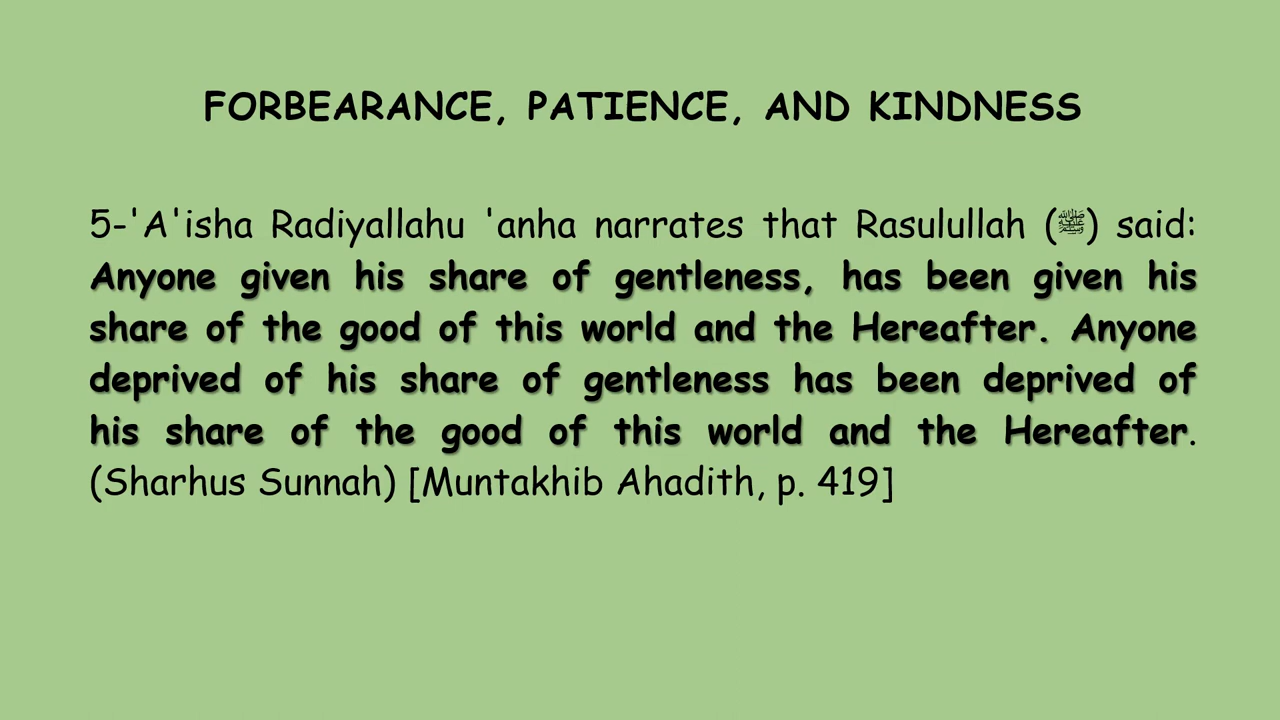 FORBEARANCE, PATIENCE, AND KINDNESS
5-'A'isha Radiyallahu 'anha narrates that Rasulullah (ﷺ) said:
Anyone given his share of gentleness, has been given his
share of the good of this world and the Hereafter. Anyone
deprived of his share of gentleness has been deprived of
his share of the good of this world and the Hereafter.
(Sharhus Sunnah) [Muntakhib Ahadith, p. 419]